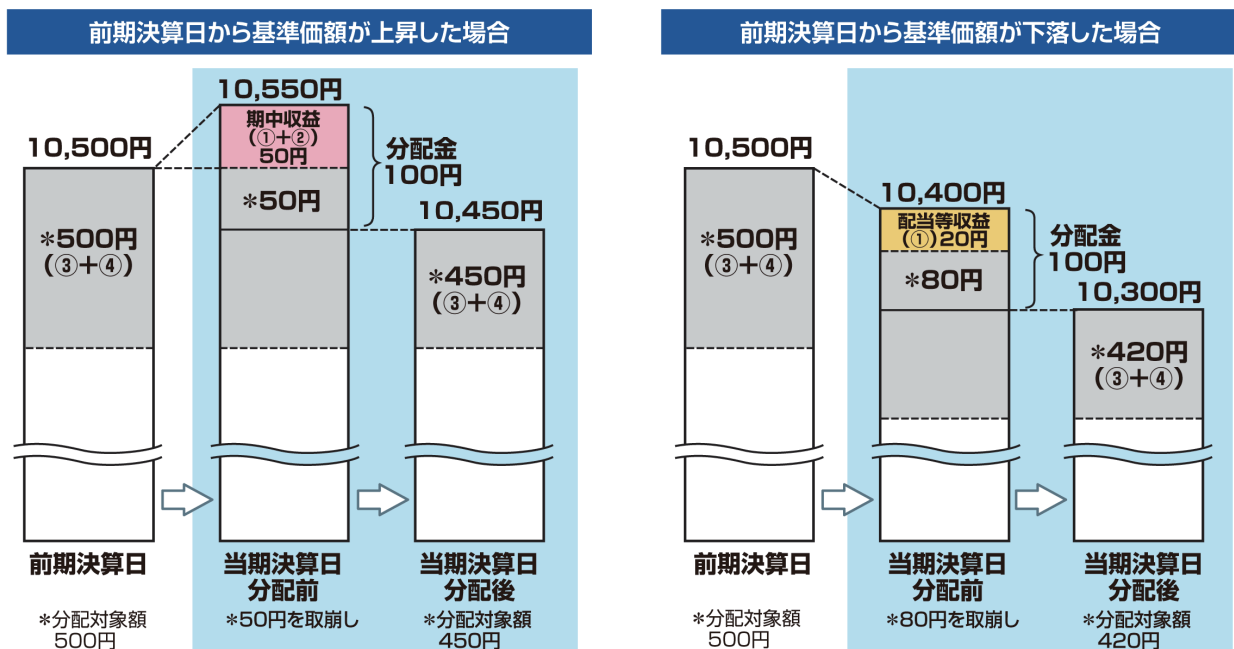 前期決算日から基準価額が上昇した場合
10,550円
期中収益
(①+②)
50円
10,500円
分配金
100円
*50円
10,450円
*500円
(③+④)
*450円
(③+④)
前期決算日
当期決算日
分配前
当期決算日
分配後
*分配対象額
500円
*50円を取崩し
*分配対象額
450円
前期決算日から基準価額が下落した場合
10,500円
10,400円
配当等収益
(①)20円
分配金
100円
*500円
(③+④)
*80円
10,300円
*420円
(③+④)
前期決算日
当期決算日
分配前
当期決算日
分配後
*分配対象額
500円
*80円を取崩し
*分配対象額
420円